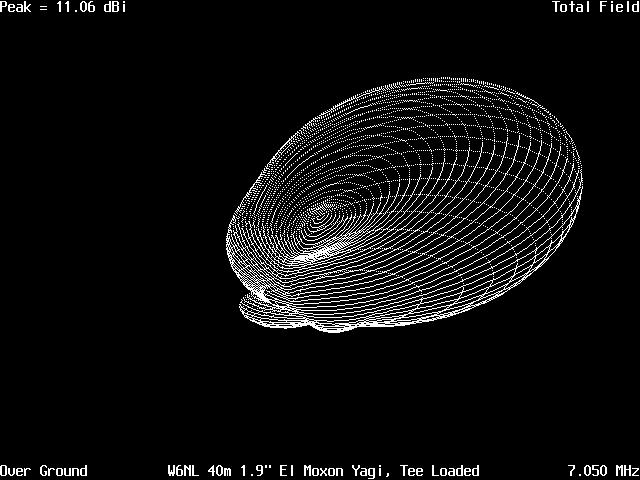 Peak = 11.06 dBi
Total Field
Over Ground
W6NL 40m 1.9" El Moxon Yagi, Tee Loaded
7.050 MHz